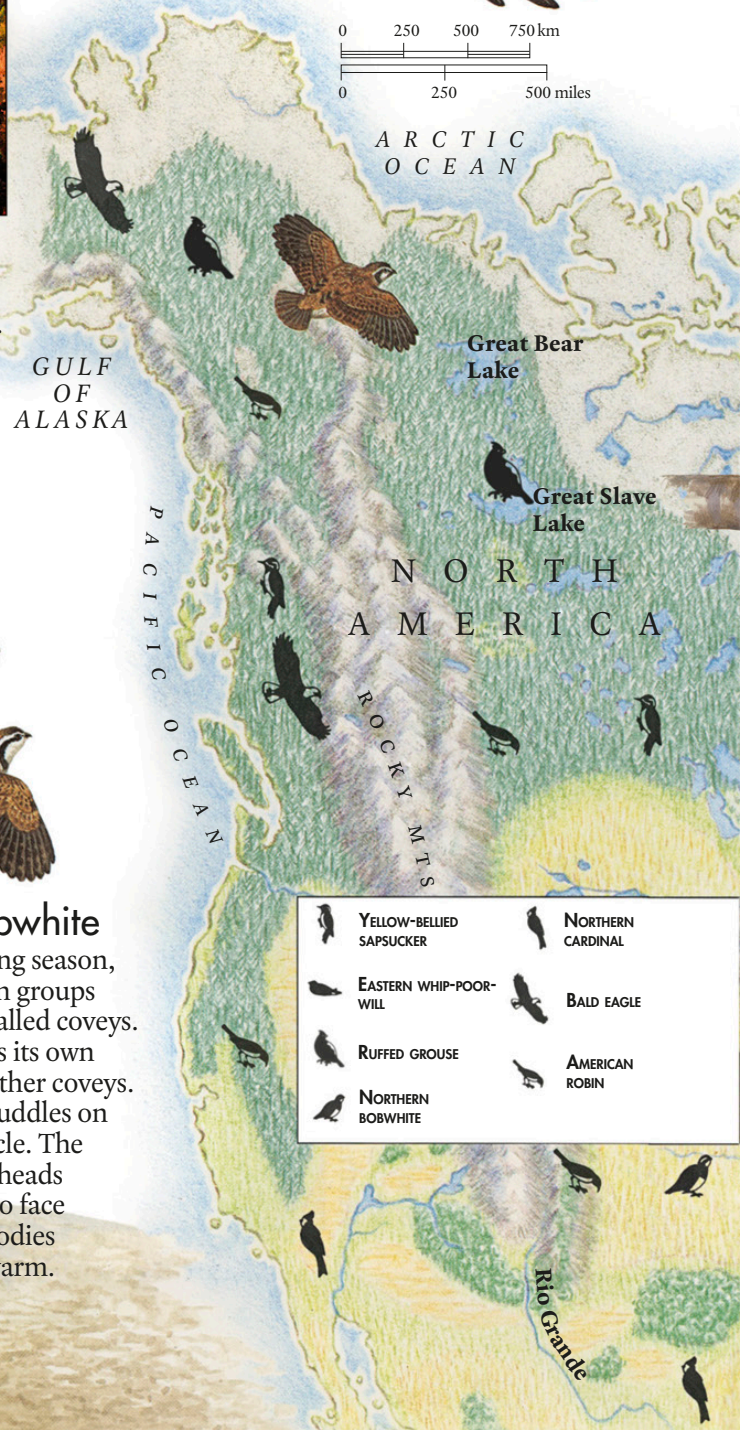 0 250 500 750 km
0 250 500 miles
ARCTIC
OCEAN
Great Bear
Lake
GULF
OF
ALASKA
Great Slave
Lake
PACIFIC OCEAN
NORTH
AMERICA
ROCKY MTS
YELLOW-BELLIED
SAPSUCKER
EASTERN WHIP-POOR-
WILL
RUFFED GROUSE
NORTHERN
BOBWHITE
NORTHERN
CARDINAL
BALD EAGLE
AMERICAN
ROBIN
Rio Grande
bwhite
ng season,
n groups
alled coveys.
s its own
ther coveys.
uddles on
cle. The
heads
o face
odies
arm.